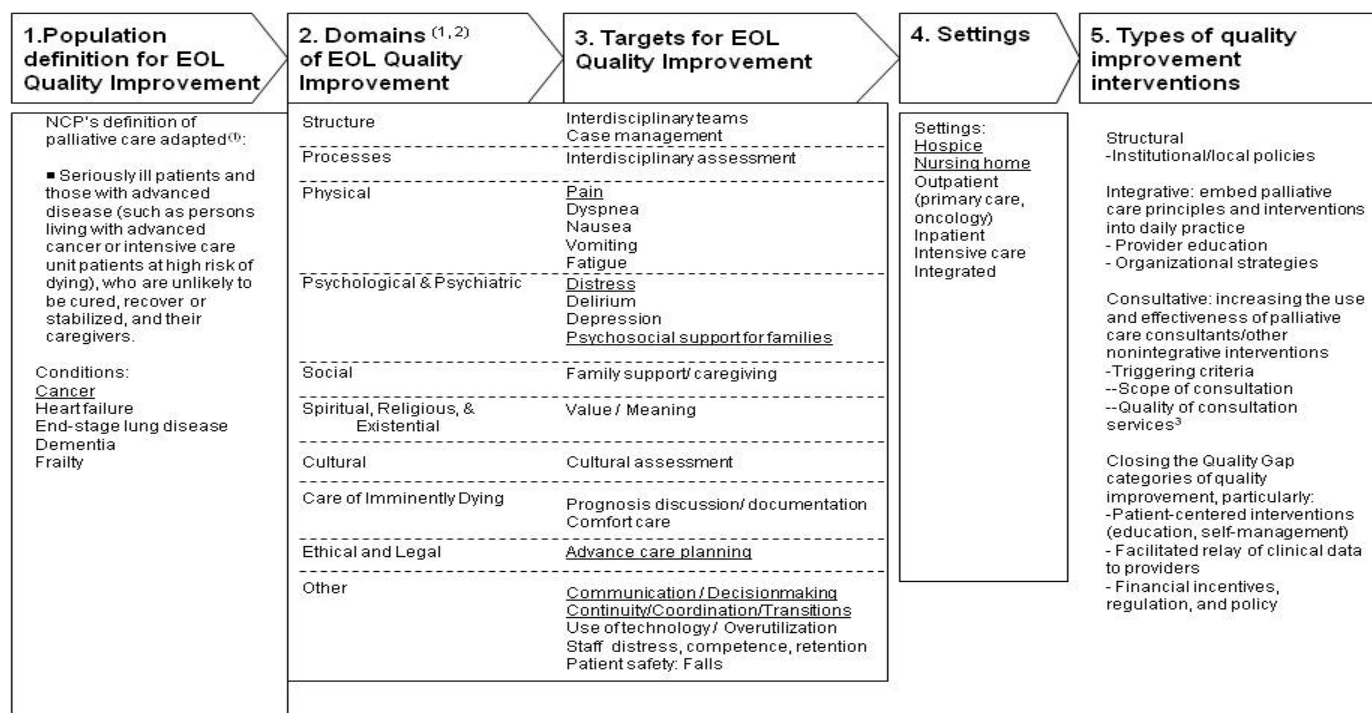 1.Population
definition for EOL
Quality Improvement
2. Domains (1, 2)
of EOL Quality
Improvement
3. Targets for EOL
Quality Improvement
4. Settings
5. Types of quality
improvement
interventions
NCP's definition of
palliative care adapted(1):
■ Seriously ill patients and
those with advanced
disease (such as persons
living with advanced
cancer or intensive care
unit patients at high risk of
dying), who are unlikely to
be cured, recover or
stabilized, and their
caregivers.
Conditions:
Cancer
Heart failure
End-stage lung disease
Dementia
Frailty
Structure
Interdisciplinary teams
Case management
Processes
Interdisciplinary assessment
Physical
Pain
Dyspnea
Nausea
Vomiting
Fatigue
Psychological & Psychiatric
Distress
Delirium
Depression
Psychosocial support for families
Social
Family support/ caregiving
Spiritual, Religious, &
Existential
Value / Meaning
Cultural
Cultural assessment
Care of Imminently Dying
Prognosis discussion/ documentation
Comfort care
Ethical and Legal
Advance care planning
Other
Communication / Decisionmaking
Continuity/Coordination/Transitions
Use of technology / Overutilization
Staff distress, competence, retention
Patient safety: Falls
Settings:
Hospice
Nursing home
Outpatient
(primary care,
oncology)
Inpatient
Intensive care
Integrated
Structural
-Institutional/local policies
Integrative: embed palliative
care principles and interventions
into daily practice
- Provider education
- Organizational strategies
Consultative: increasing the use
and effectiveness of palliative
care consultants/other
nonintegrative interventions
-Triggering criteria
--Scope of consultation
--Quality of consultation
services3
Closing the Quality Gap
categories of quality
improvement, particularly:
-Patient-centered interventions
(education, self-management)
- Facilitated relay of clinical data
to providers
- Financial incentives,
regulation, and policy